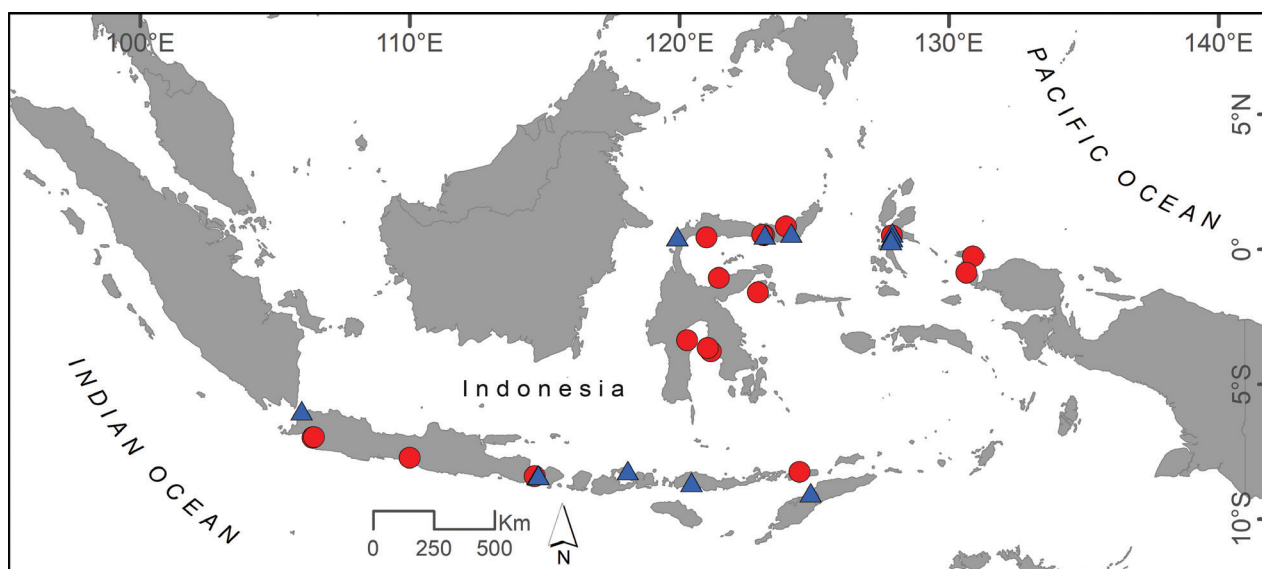 100°E 110°E 120°E 130°E 140°E
PACIFIC OCEAN
5°N
0°
Indonesia
5°S
INDIAN OCEAN
10°S
Km
0 250 500
N